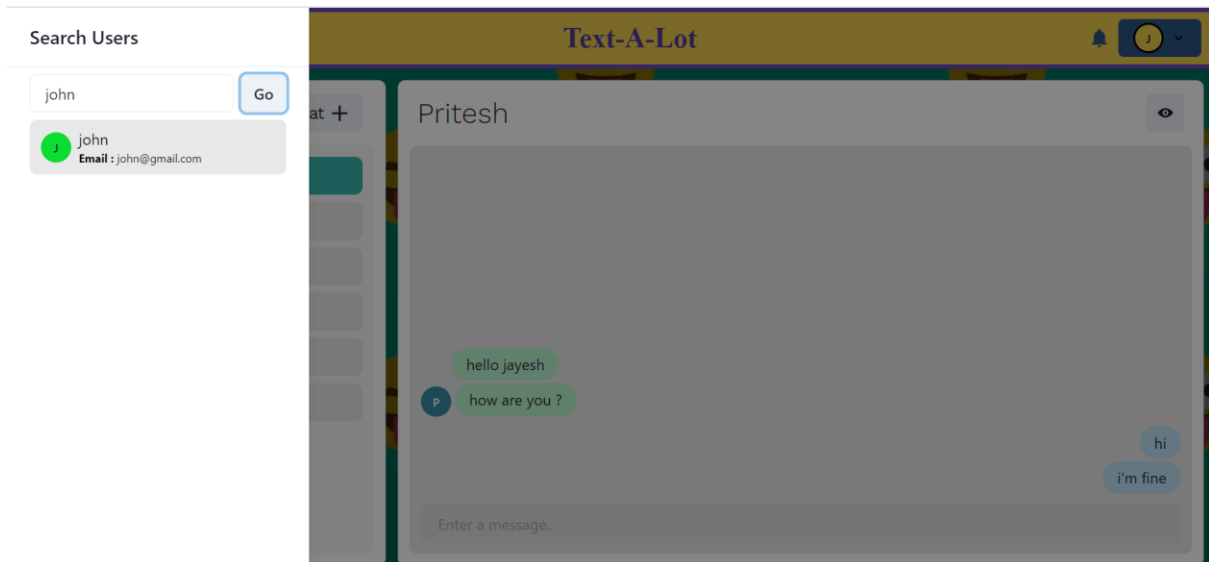 Search Users
john
Go
J
john
Email : john@gmail.com
Text-A-Lot
J
at +
Pritesh
hello jayesh
P
how are you ?
hi
i'm fine
Enter a message..